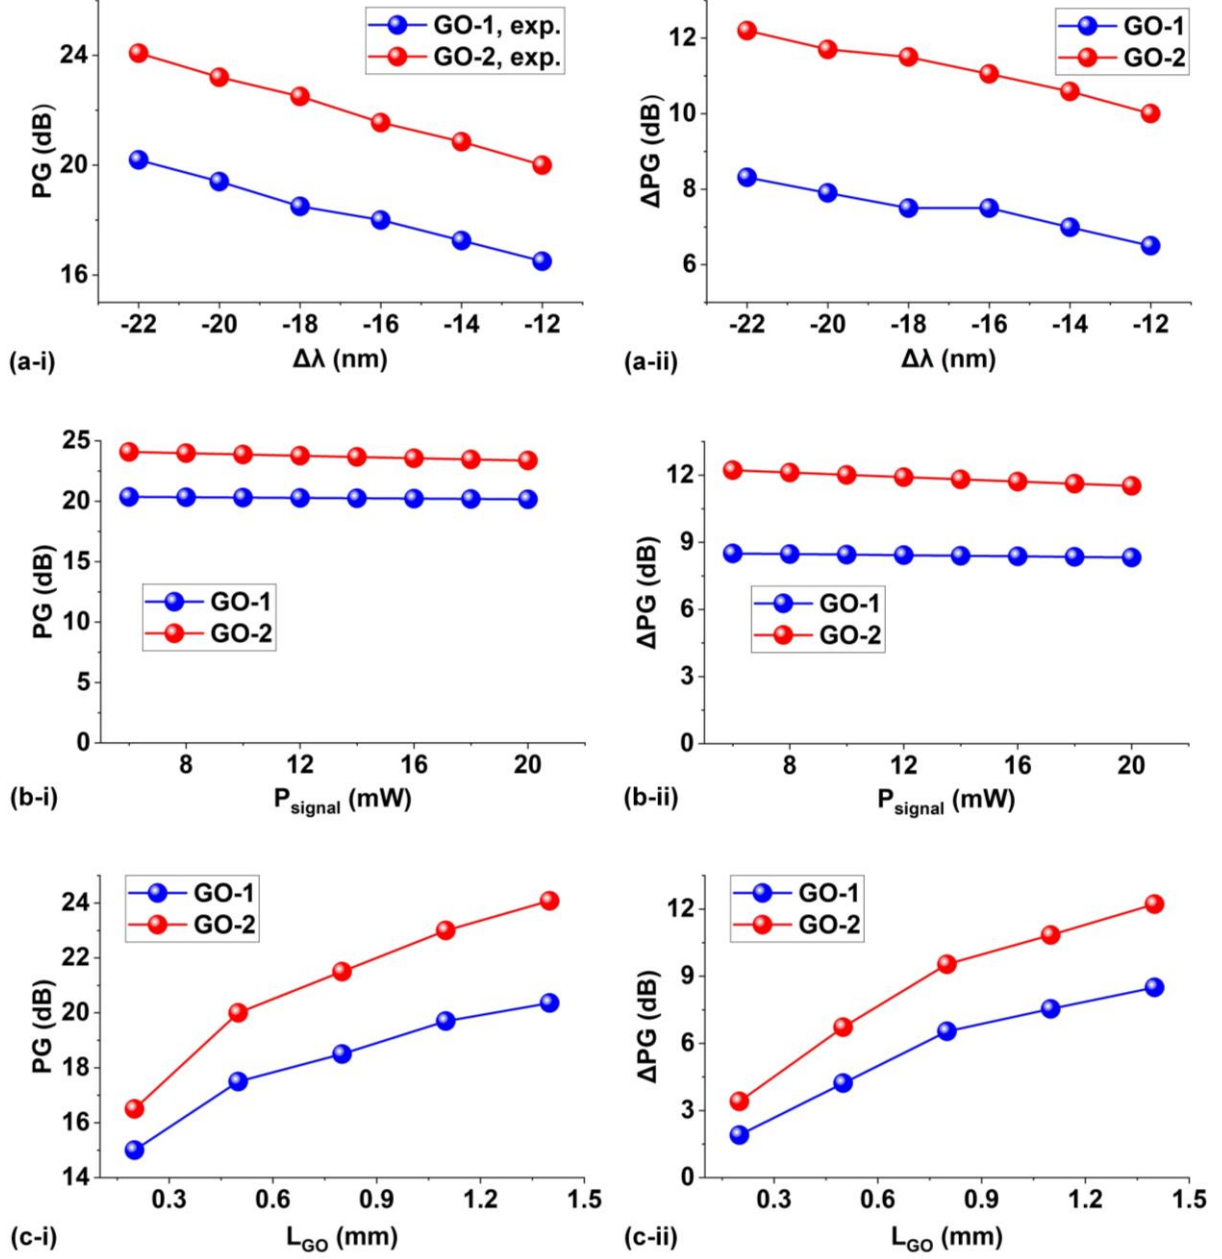 GO-1, exp.
GO-2, exp.
PG (dB)
24
20
16
-22 -20 -18 -16 -14 -12
(a-i)
Δλ (nm)
GO-1
GO-2
ΔPG (dB)
12
10
8
6
-22 -20 -18 -16 -14 -12
(a-ii)
Δλ (nm)
PG (dB)
25
20
15
10
5
0
GO-1
GO-2
8 12 16 20
(b-i)
Psignal (mW)
ΔPG (dB)
12
9
6
3
0
GO-1
GO-2
8 12 16 20
(b-ii)
Psignal (mW)
GO-1
GO-2
PG (dB)
24
22
20
18
16
14
0.3 0.6 0.9 1.2 1.5
(c-i)
LGO (mm)
GO-1
GO-2
ΔPG (dB)
12
9
6
3
0
0.3 0.6 0.9 1.2 1.5
(c-ii)
LGO (mm)